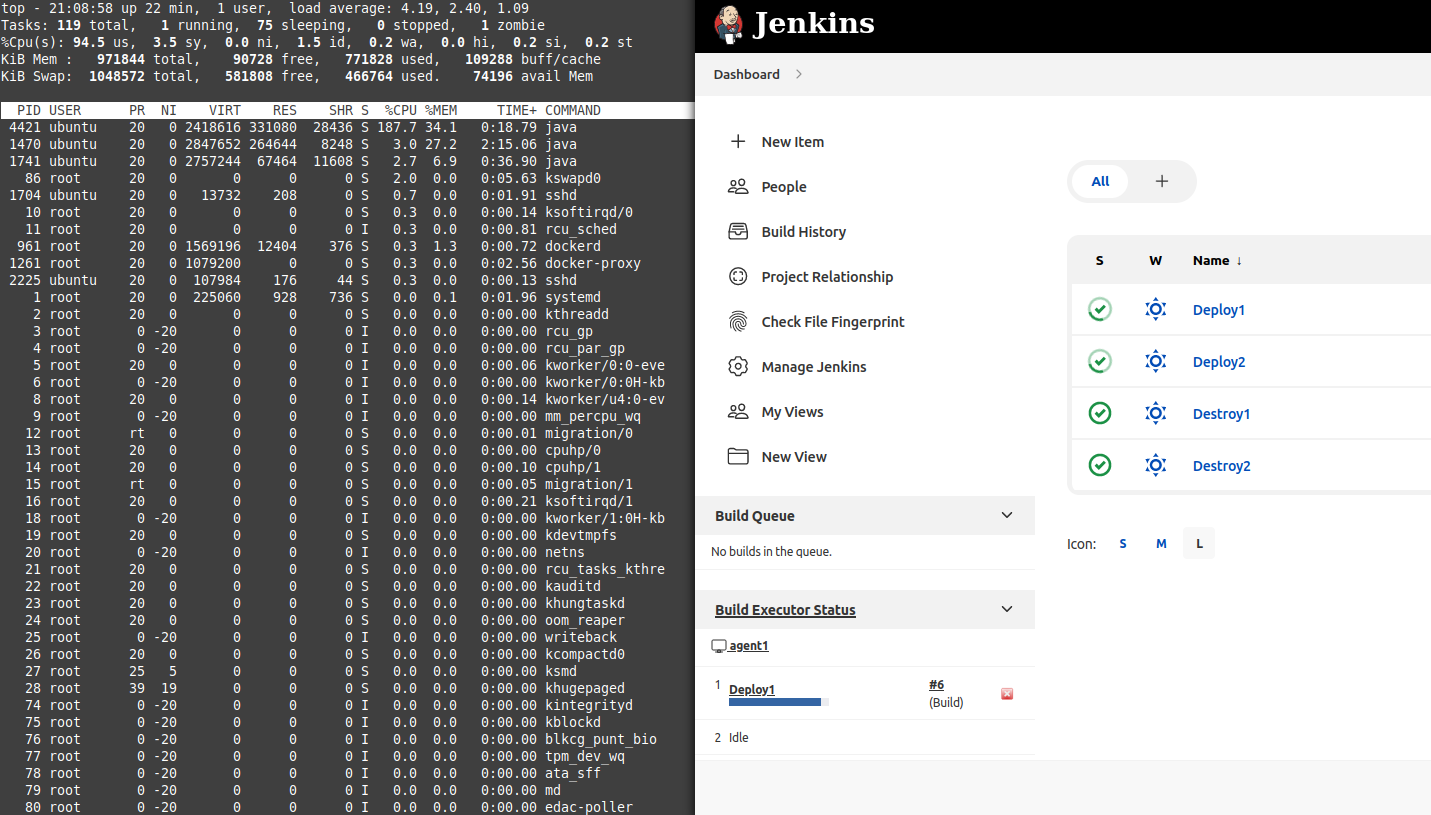 top - 21:08:58 up 22 min,  1 user,  load average: 4.19, 2.40, 1.09
Tasks: 119 total,   1 running,  75 sleeping,   0 stopped,   1 zombie
%Cpu(s): 94.5 us,  3.5 sy,  0.0 ni,  1.5 id,  0.2 wa,  0.0 hi,  0.2 si,  0.2 st
KiB Mem :   971844 total,    90728 free,   771828 used,   109288 buff/cache
KiB Swap:  1048572 total,   581808 free,   466764 used.    74196 avail Mem
PID USER PR NI VIRT RES SHR S %CPU %MEM TIME+ COMMAND
4421 ubuntu 20 0 2418616 331080 28436 S 187.7 34.1 0:18.79 java
1470 ubuntu 20 0 2847652 264644 8248 S 3.0 27.2 2:15.06 java
1741 ubuntu 20 0 2757244 67464 11608 S 2.7 6.9 0:36.90 java
86 root 20 0 0 0 0 S 2.0 0.0 0:05.63 kswapd0
1704 ubuntu 20 0 13732 208 0 S 0.7 0.0 0:01.91 sshd
10 root 20 0 0 0 0 S 0.3 0.0 0:00.14 ksoftirqd/0
11 root 20 0 0 0 0 I 0.3 0.0 0:00.81 rcu_sched
961 root 20 0 1569196 12404 376 S 0.3 1.3 0:00.72 dockerd
1261 root 20 0 1079200 0 0 S 0.3 0.0 0:02.56 docker-proxy
2225 ubuntu 20 0 107984 176 44 S 0.3 0.0 0:00.13 sshd
1 root 20 0 225060 928 736 S 0.0 0.1 0:01.96 systemd
2 root 20 0 0 0 0 S 0.0 0.0 0:00.00 kthreadd
3 root 0 -20 0 0 0 I 0.0 0.0 0:00.00 rcu_gp
4 root 0 -20 0 0 0 I 0.0 0.0 0:00.00 rcu_par_gp
5 root 20 0 0 0 0 I 0.0 0.0 0:00.06 kworker/0:0-eve
6 root 0 -20 0 0 0 I 0.0 0.0 0:00.00 kworker/0:0H-kb
8 root 20 0 0 0 0 I 0.0 0.0 0:00.14 kworker/u4:0-ev
9 root 0 -20 0 0 0 I 0.0 0.0 0:00.00 mm_percpu_wq
12 root rt 0 0 0 0 S 0.0 0.0 0:00.01 migration/0
13 root 20 0 0 0 0 S 0.0 0.0 0:00.00 cpuhp/0
14 root 20 0 0 0 0 S 0.0 0.0 0:00.10 cpuhp/1
15 root rt 0 0 0 0 S 0.0 0.0 0:00.05 migration/1
16 root 20 0 0 0 0 S 0.0 0.0 0:00.21 ksoftirqd/1
18 root 0 -20 0 0 0 I 0.0 0.0 0:00.00 kworker/1:0H-kb
19 root 20 0 0 0 0 S 0.0 0.0 0:00.00 kdevtmpfs
20 root 0 -20 0 0 0 I 0.0 0.0 0:00.00 netns
21 root 20 0 0 0 0 S 0.0 0.0 0:00.00 rcu_tasks_kthre
22 root 20 0 0 0 0 S 0.0 0.0 0:00.00 kauditd
23 root 20 0 0 0 0 S 0.0 0.0 0:00.00 khungtaskd
24 root 20 0 0 0 0 S 0.0 0.0 0:00.00 oom_reaper
25 root 0 -20 0 0 0 I 0.0 0.0 0:00.00 writeback
26 root 20 0 0 0 0 S 0.0 0.0 0:00.00 kcompactd0
27 root 25 5 0 0 0 S 0.0 0.0 0:00.00 ksmd
28 root 39 19 0 0 0 S 0.0 0.0 0:00.00 khugepaged
74 root 0 -20 0 0 0 I 0.0 0.0 0:00.00 kintegrityd
75 root 0 -20 0 0 0 I 0.0 0.0 0:00.00 kblockd
76 root 0 -20 0 0 0 I 0.0 0.0 0:00.00 blkcg_punt_bio
77 root 0 -20 0 0 0 I 0.0 0.0 0:00.00 tpm_dev_wq
78 root 0 -20 0 0 0 I 0.0 0.0 0:00.00 ata_sff
79 root 0 -20 0 0 0 I 0.0 0.0 0:00.00 md
80 root 0 -20 0 0 0 I 0.0 0.0 0:00.00 edac-poller
Jenkins
Dashboard
New Item
People
Build History
Project Relationship
Check File Fingerprint
Manage Jenkins
My Views
New View
Build Queue
No builds in the queue.
Build Executor Status
agent1
1 Deploy1 #6
(Build)
2 Idle
All +
S W Name ↓
Deploy1
Deploy2
Destroy1
Destroy2
Icon: S M L